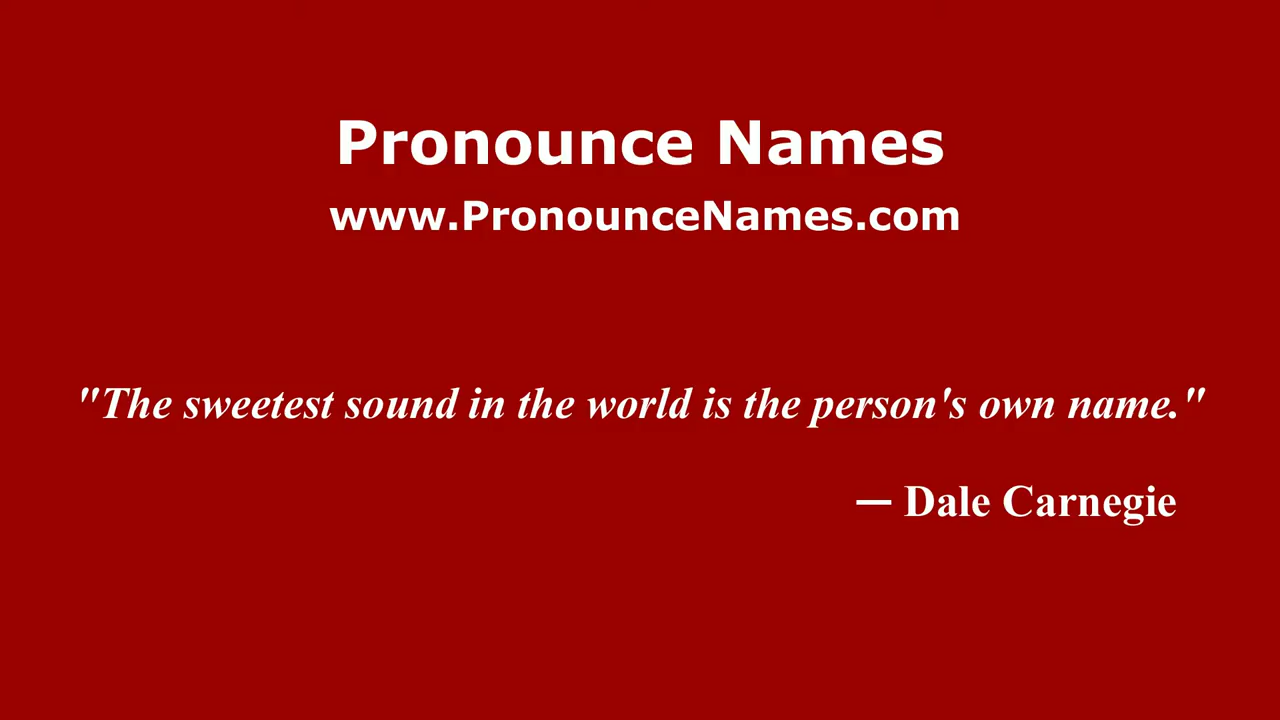 Pronounce Names
www.PronounceNames.com
"The sweetest sound in the world is the person's own name."
— Dale Carnegie